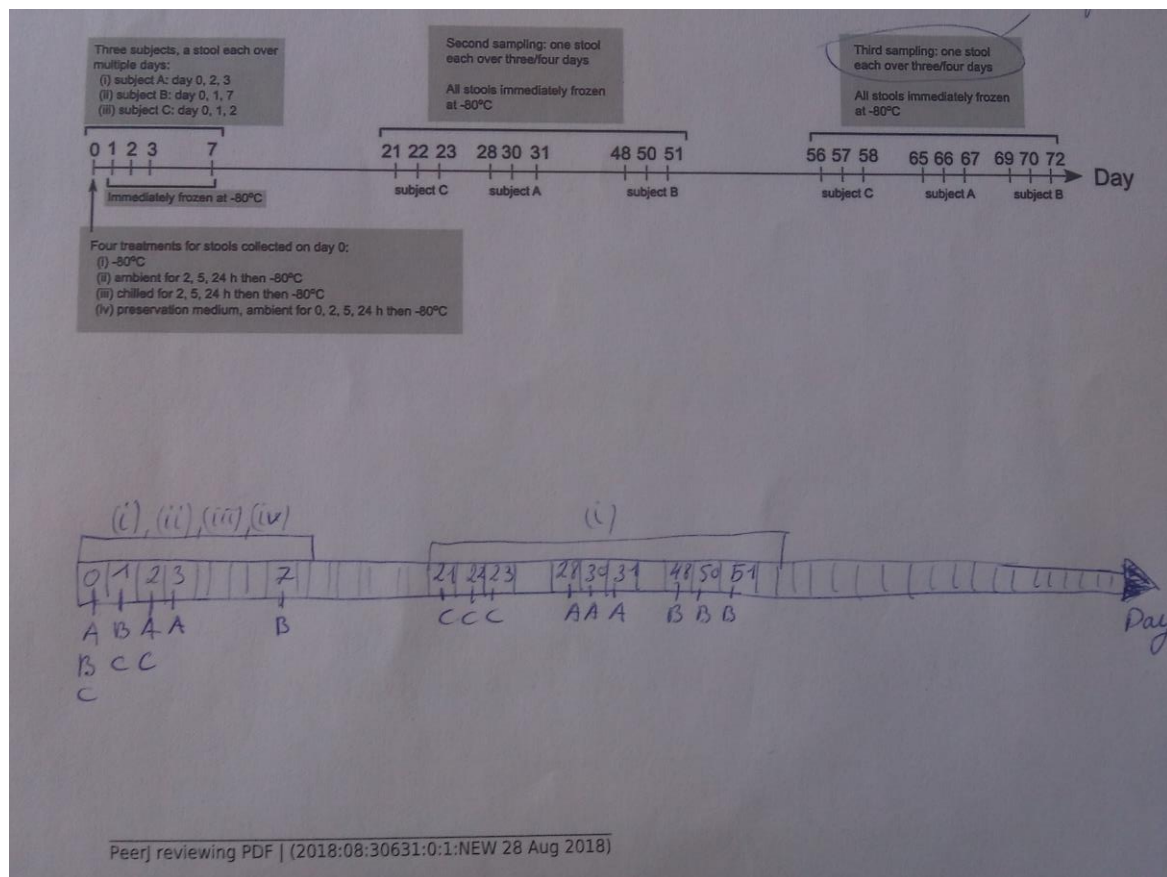 Three subjects, a stool each over
multiple days:
(i) subject A: day 0, 2, 3
(ii) subject B: day 0, 1, 7
(iii) subject C: day 0, 1, 2
Second sampling: one stool
each over three/four days
All stools immediately frozen
at -80ºC
Third sampling: one stool
each over three/four days
All stools immediately frozen
at -80ºC
0 1 2 3 7 21 22 23 28 30 31 48 50 51 56 57 58 65 66 67 69 70 72
Day
subject C subject A subject B subject C subject A subject B
Immediately frozen at -80ºC
Four treatments for stools collected on day 0:
(i) -80ºC
(ii) ambient for 2, 5, 24 h then -80ºC
(iii) chilled for 2, 5, 24 h then then -80ºC
(iv) preservation medium, ambient for 0, 2, 5, 24 h then -80ºC
(i), (ii), (iii), (iv) (i)
0 1 2 3 7 21 22 23 28 30 31 48 50 51
A B A A B C C C A A A B B B
Day
B C C
C
PeerJ reviewing PDF | (2018:08:30631:0:1:NEW 28 Aug 2018)